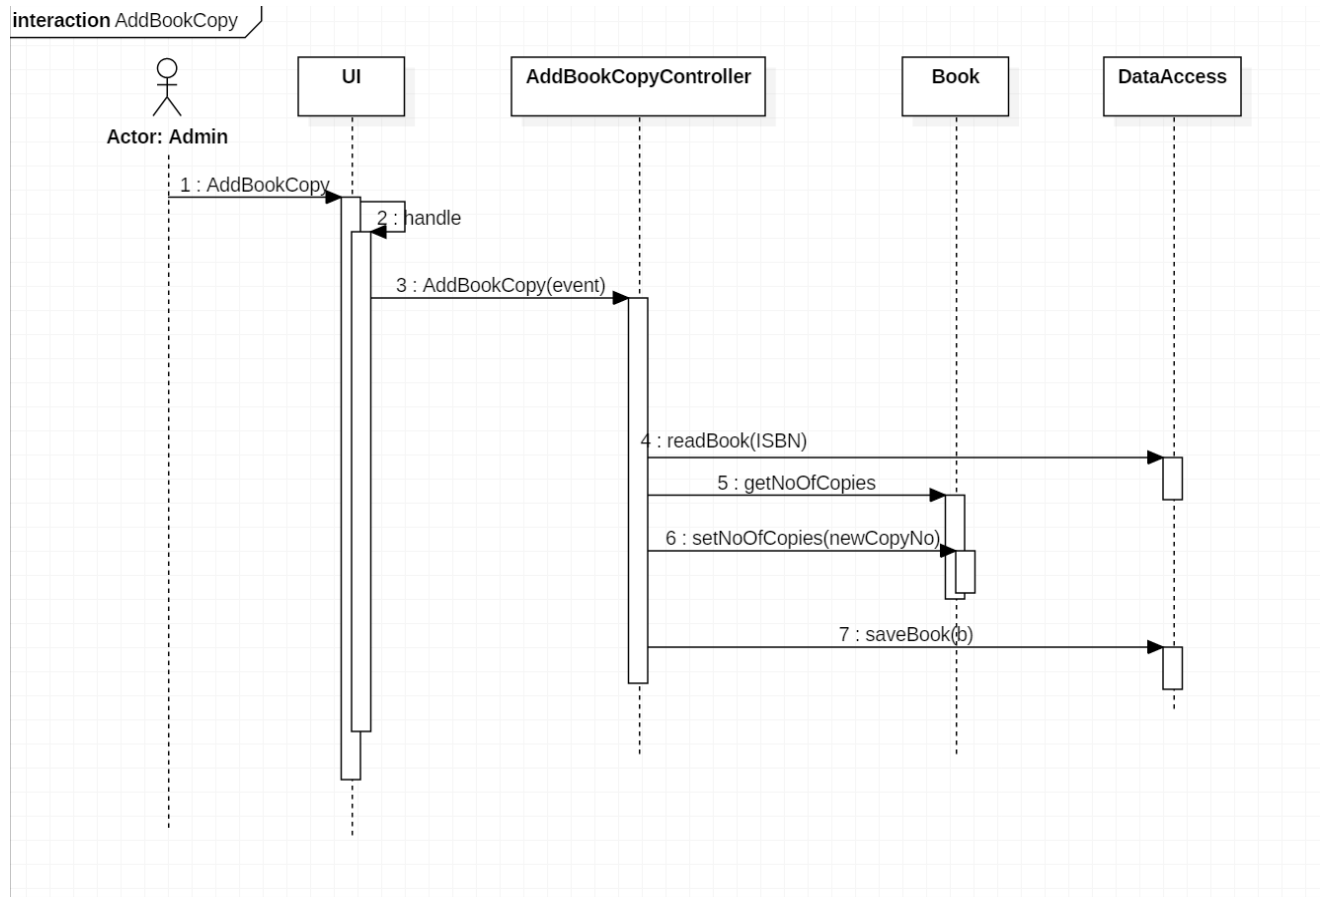 interaction AddBookCopy
UI
AddBookCopyController
Book
DataAccess
Actor: Admin
1 : AddBookCopy
2 : handle
3 : AddBookCopy(event)
4 : readBook(ISBN)
5 : getNoOfCopies
6 : setNoOfCopies(newCopyNo)
7 : saveBook(b)